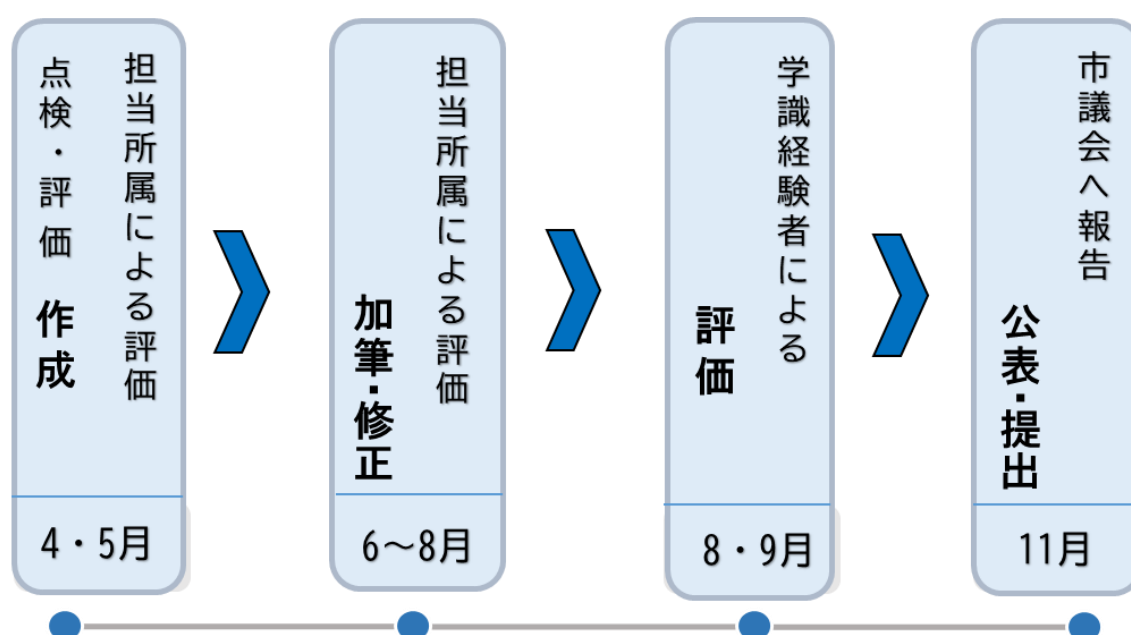 担当所属による評価
点検・評価 作成
4・5月
担当所属による評価
加筆・修正
6～8月
学識経験者による
評価
8・9月
市議会へ報告
公表・提出
11月